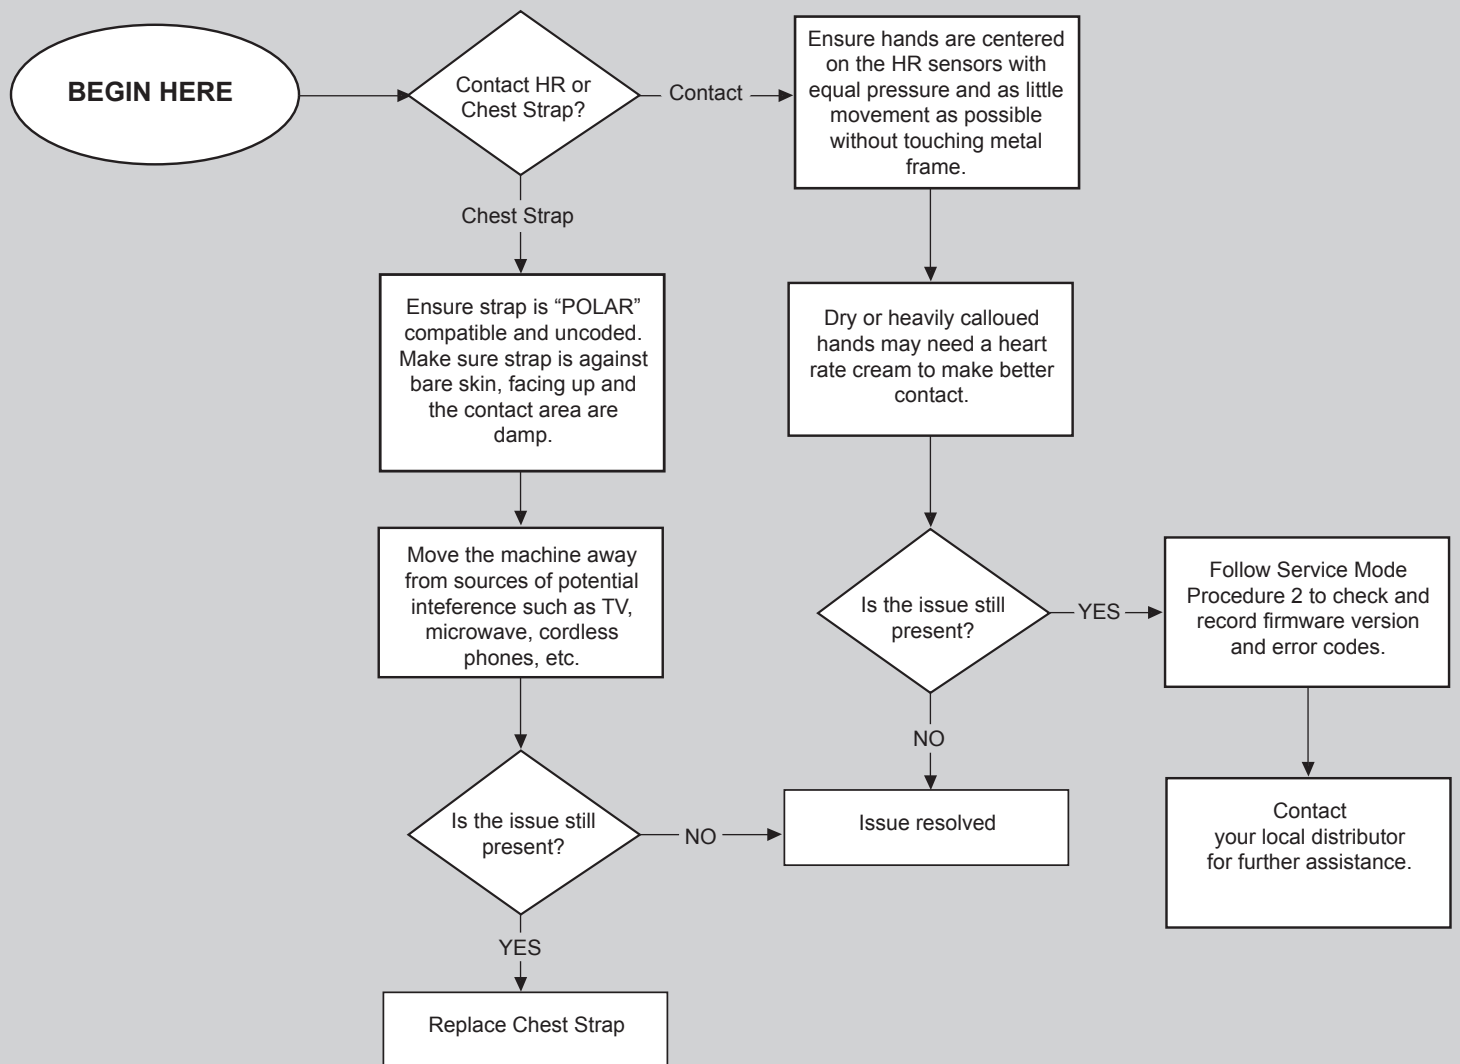 BEGIN HERE
Contact HR or
Chest Strap?
Contact
Ensure hands are centered
on the HR sensors with
equal pressure and as little
movement as possible
without touching metal
frame.
Chest Strap
Ensure strap is “POLAR”
compatible and uncoded.
Make sure strap is against
bare skin, facing up and
the contact area are
damp.
Dry or heavily calloued
hands may need a heart
rate cream to make better
contact.
Move the machine away
from sources of potential
inteference such as TV,
microwave, cordless
phones, etc.
Is the issue still
present?
YES
Follow Service Mode
Procedure 2 to check and
record firmware version
and error codes.
NO
Is the issue still
present?
NO
Issue resolved
Contact
your local distributor
for further assistance.
YES
Replace Chest Strap